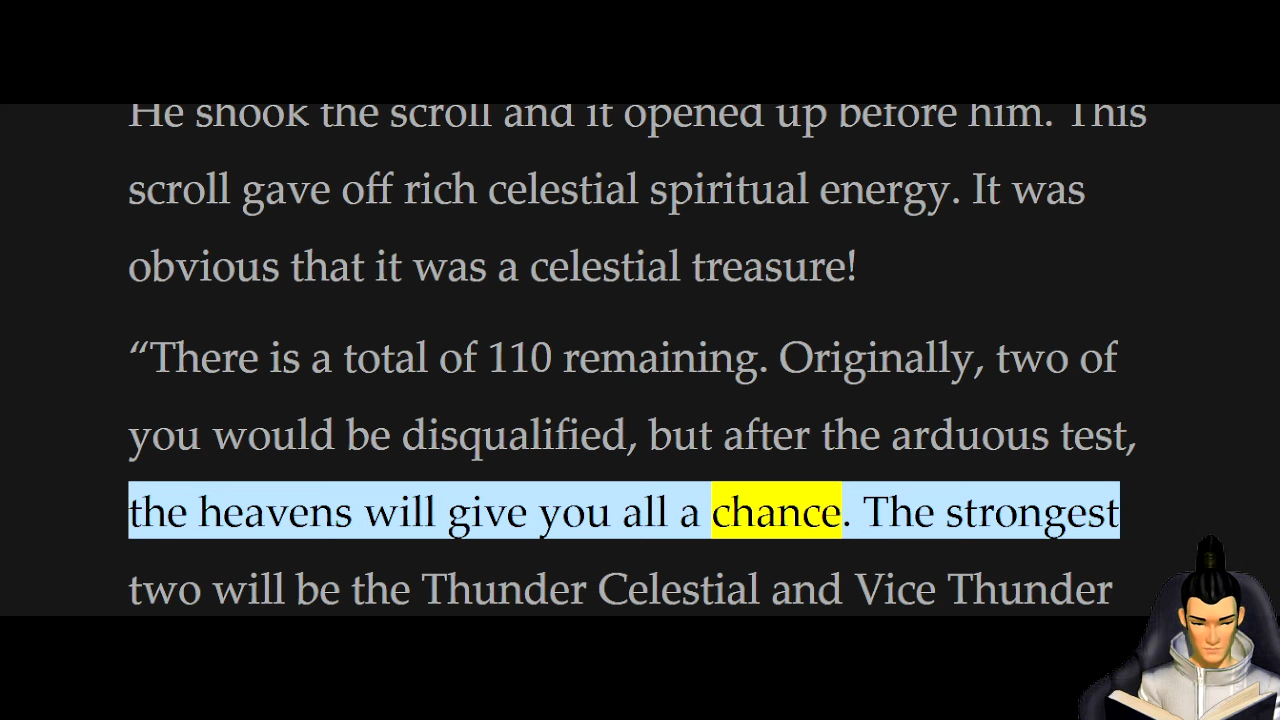 He shook the scroll and it opened up before him. This
scroll gave off rich celestial spiritual energy. It was
obvious that it was a celestial treasure!
“There is a total of 110 remaining. Originally, two of
you would be disqualified, but after the arduous test,
the heavens will give you all a chance. The strongest
two will be the Thunder Celestial and Vice Thunder